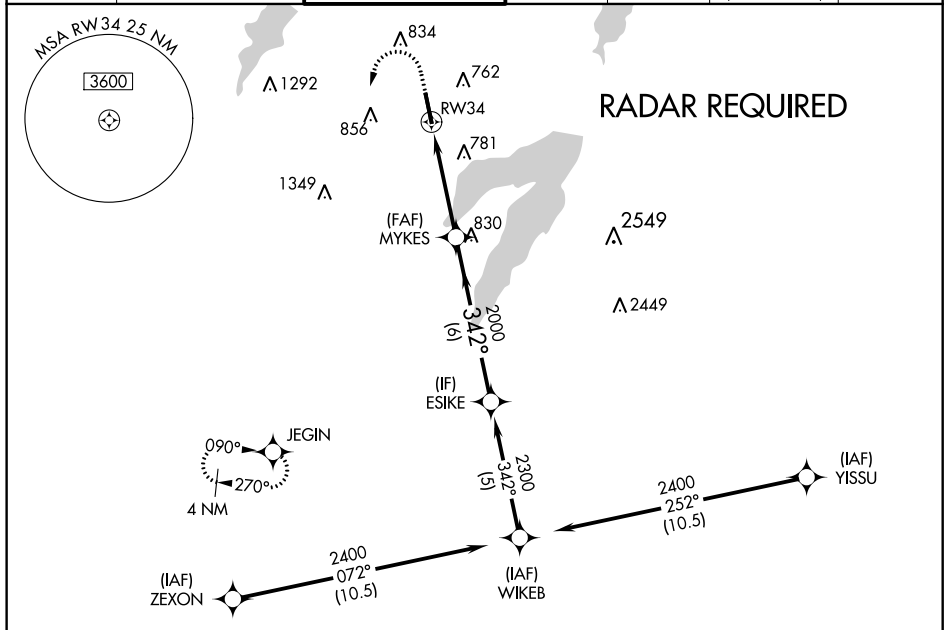 MSA RW34 25 NM
3600
834
1292
762
856
RW34
RADAR REQUIRED
781
1349
(FAF)
MYKES
830
2549
2449
2000
342°
(6)
(IF)
ESIKE
JEGIN
090°
270°
4 NM
2300
342°
(5)
(IAF)
YISSU
2400
252°
(10.5)
(IAF)
WIKEB
2400
072°
(10.5)
(IAF)
ZEXON